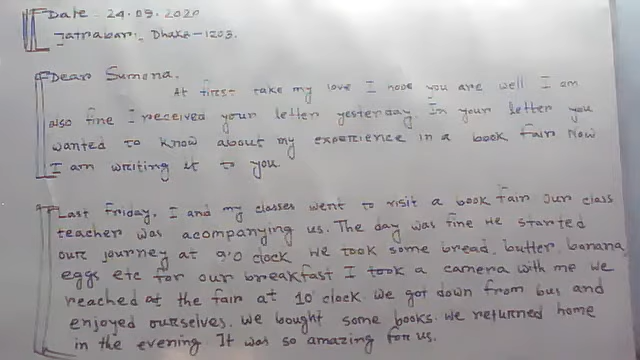 Date : 24.09.2020
Jatrabari, Dhaka-1203.
Dear Sumena,
At first take my love I hope you are well I am
also fine I received your letter yesterday. In your letter you
wanted to know about my experience in a book fair Now
I am writing it to you.
Last Friday, I and my classes went to visit a book fair our class
teacher was acompanying us. The day was fine He started
our journey at 9'0 clock we took some bread, butter, banana,
eggs etc for our breakfast I took a camera with me we
reached at the fair at 10 clock. we got down from bus and
enjoyed ourselves. we bought some books. we returned home
in the evening It was so amazing for us.